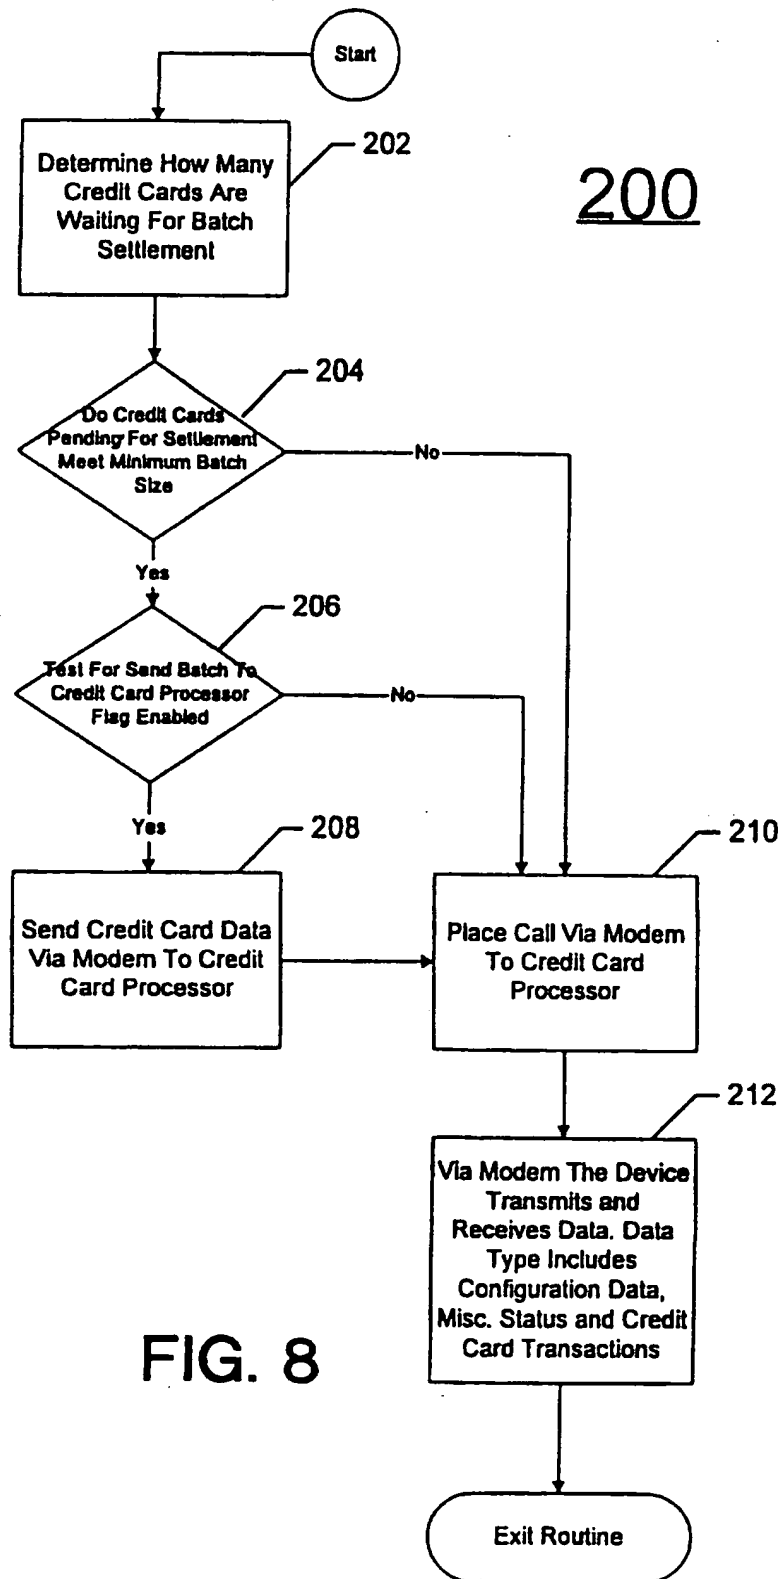 Start
Determine How Many
Credit Cards Are
Waiting For Batch
Settlement
202
200
204
Do Credit Cards
Pending For Settlement
Meet Minimum Batch
Size
No
Yes
206
Test For Send Batch To
Credit Card Processor
Flag Enabled
No
Yes
208
Send Credit Card Data
Via Modem To Credit
Card Processor
210
Place Call Via Modem
To Credit Card
Processor
212
Via Modem The Device
Transmits and
Receives Data. Data
Type Includes
Configuration Data,
Misc. Status and Credit
Card Transactions
FIG. 8
Exit Routine